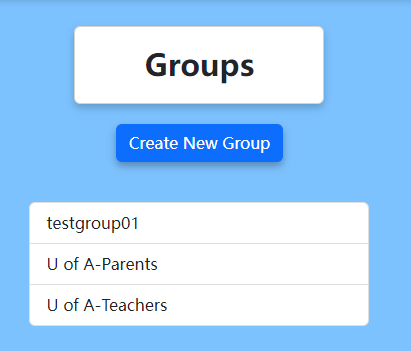 Groups
Create New Group
testgroup01
U of A-Parents
U of A-Teachers